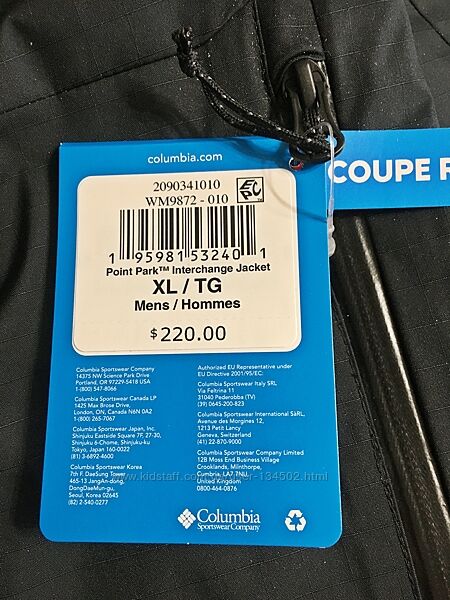 columbia.com
COUPE R
2090341010
WM9872 - 010
EPC
1 95981 53240 1
Point Park™ Interchange Jacket
XL / TG
Mens / Hommes
$220.00
Columbia Sportswear Company
14375 NW Science Park Drive
Portland, OR 97229-5418 USA
1-(800) 547-8066
Columbia Sportswear Canada LP
1425 Max Brose Drive,
London, ON, Canada N6N 0A2
1-(800) 265-7067
Columbia Sportswear Japan, Inc.
Shinjuku Eastside Square 7F, 27-30,
Shinjuku 6-Chome, Shinjuku-ku
Tokyo, Japan 160-0022
(81) 3-6892-4600
Columbia Sportswear Korea
7th F. DaeSang Tower
465-13 JangAn-dong,
DongDaeMun-gu,
Seoul, Korea 02645
(82) 2-540-0277
Authorized EU Representative under
EU Directive 2001/95/EC:
Columbia Sportswear Italy SRL
Via Feltrina 11
31040 Pederobba (TV)
(39) 0645-200-823
Columbia Sportswear International SàRL,
Avenue des Morgines 12,
1213 Petit Lancy
Geneva, Switzerland
(41) 22-870-9000
Columbia Sportswear Company Limited
12B Moss End Business Village
Crooklands, Milnthorpe,
Cumbria, LA7 7NU,
United Kingdom
0800-464-0876
Columbia
Sportswear Company